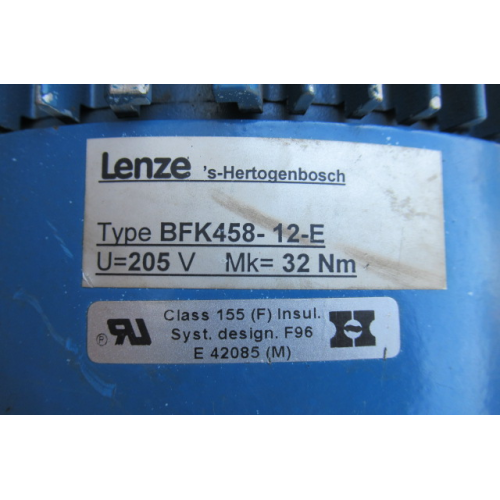 Lenze 's-Hertogenbosch
Type BFK458- 12-E
U=205 V Mk= 32 Nm
Class 155 (F) Insul.
Syst. design. F96
E 42085 (M)